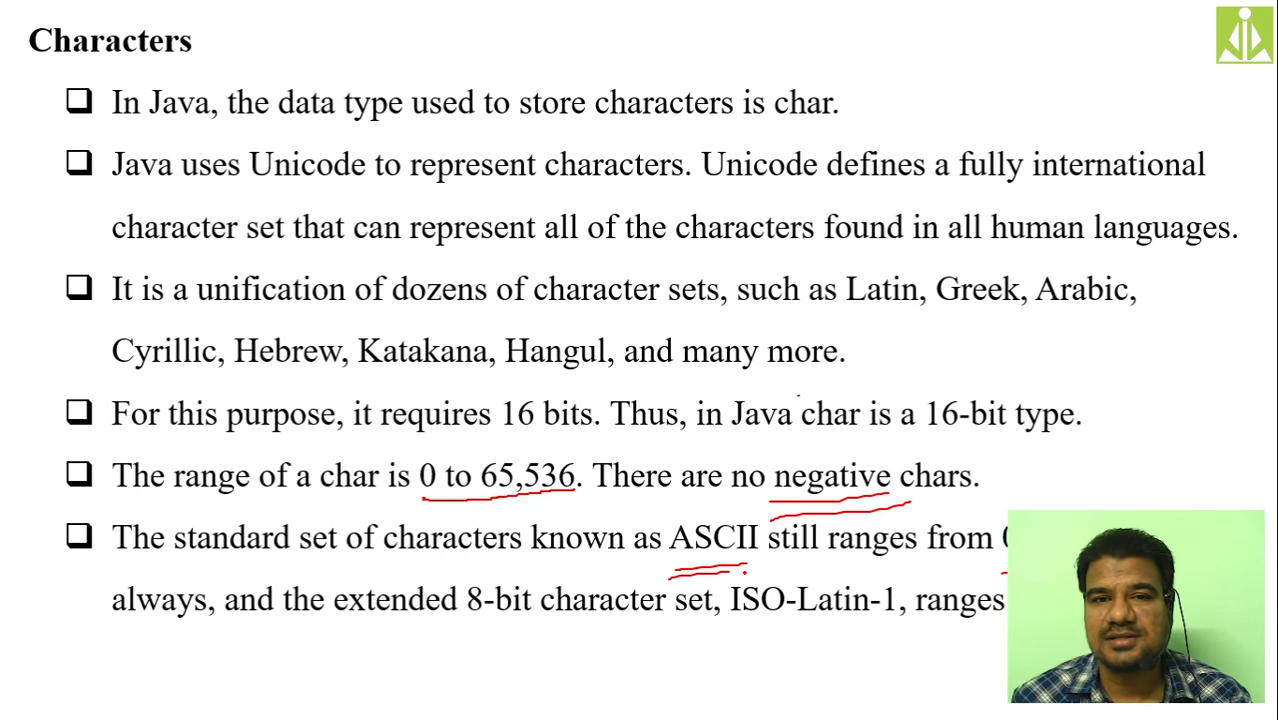 Characters
❑ In Java, the data type used to store characters is char.
❑ Java uses Unicode to represent characters. Unicode defines a fully international
character set that can represent all of the characters found in all human languages.
❑ It is a unification of dozens of character sets, such as Latin, Greek, Arabic,
Cyrillic, Hebrew, Katakana, Hangul, and many more.
❑ For this purpose, it requires 16 bits. Thus, in Java char is a 16-bit type.
❑ The range of a char is 0 to 65,536. There are no negative chars.
❑ The standard set of characters known as ASCII still ranges from
always, and the extended 8-bit character set, ISO-Latin-1, ranges